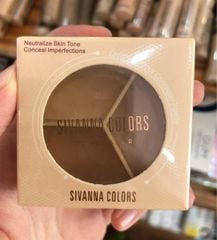 Neutralize Skin Tone
Conceal Imperfections
SIVANNA COLORS
SIVANNA COLORS